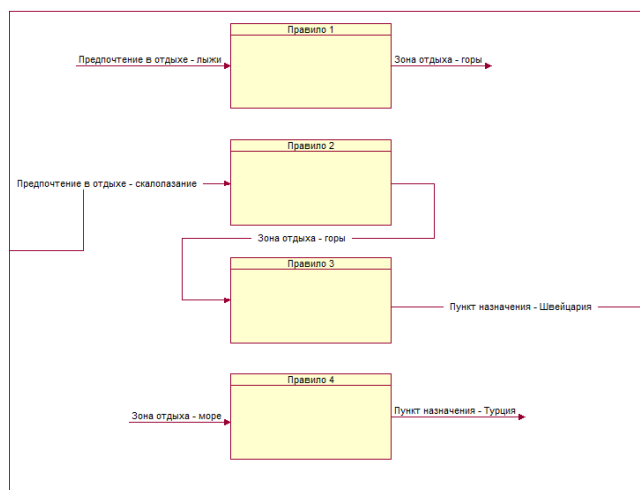 Правило 1
Предпочтение в отдыхе - лыжи
Зона отдыха - горы
Правило 2
Предпочтение в отдыхе - скалолазание
Зона отдыха - горы
Правило 3
Пункт назначения - Швейцария
Правило 4
Зона отдыха - море
Пункт назначения - Турция